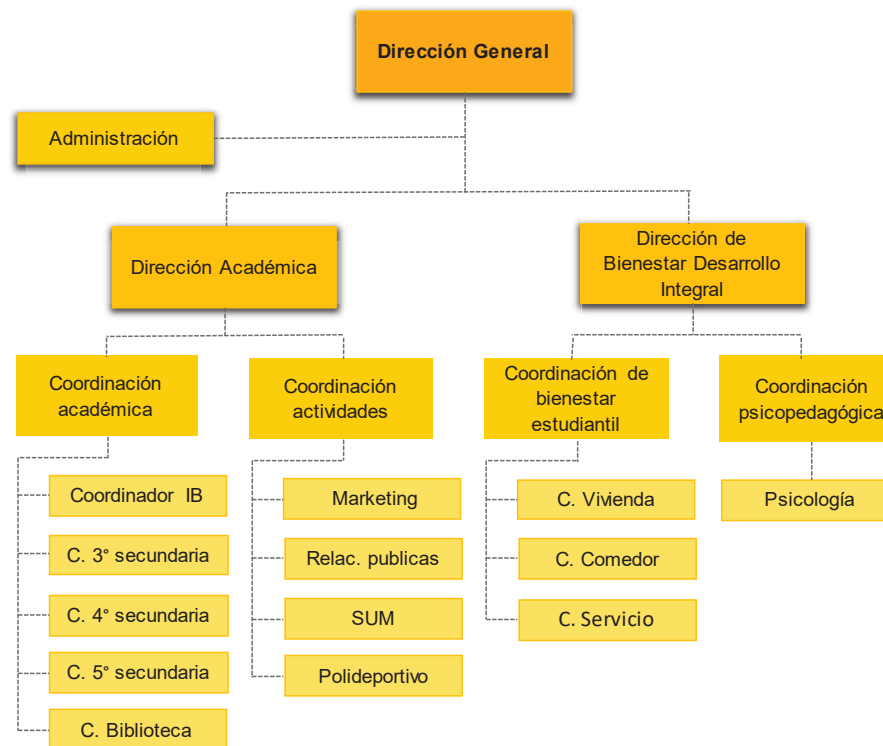 Dirección General
Administración
Dirección Académica
Dirección de
Bienestar Desarrollo
Integral
Coordinación
académica
Coordinación
actividades
Coordinación de
bienestar
estudiantil
Coordinación
psicopedagógica
Coordinador IB
C. 3° secundaria
C. 4° secundaria
C. 5° secundaria
C. Biblioteca
Marketing
Relac. publicas
SUM
Polideportivo
C. Vivienda
C. Comedor
C. Servicio
Psicología